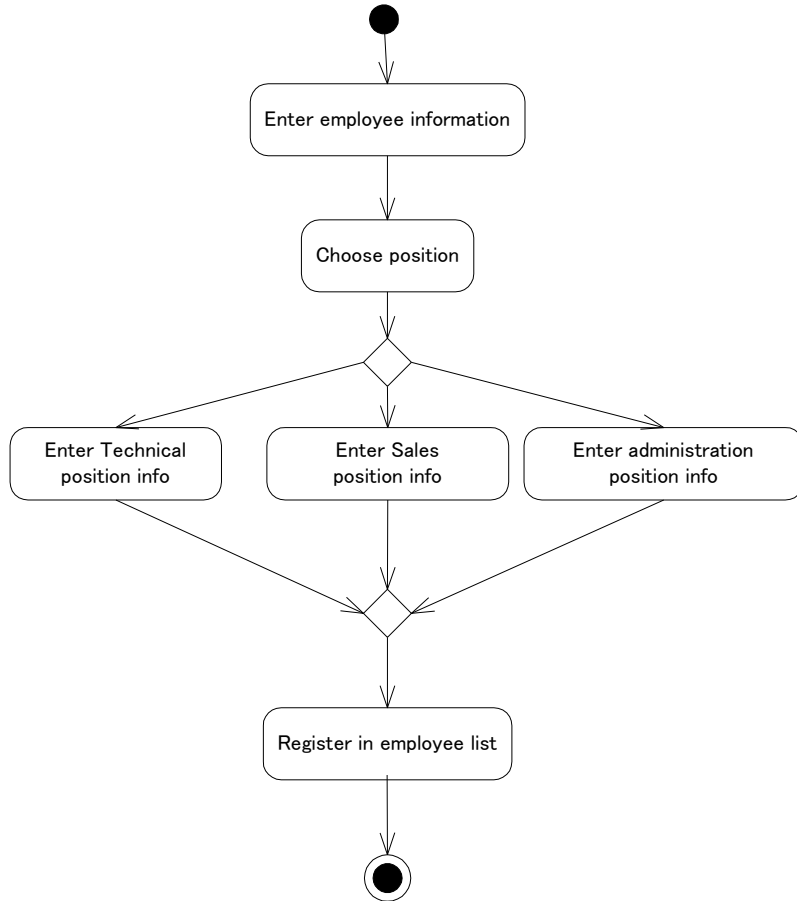 Enter employee information
Choose position
Enter Technical
position info
Enter Sales
position info
Enter administration
position info
Register in employee list